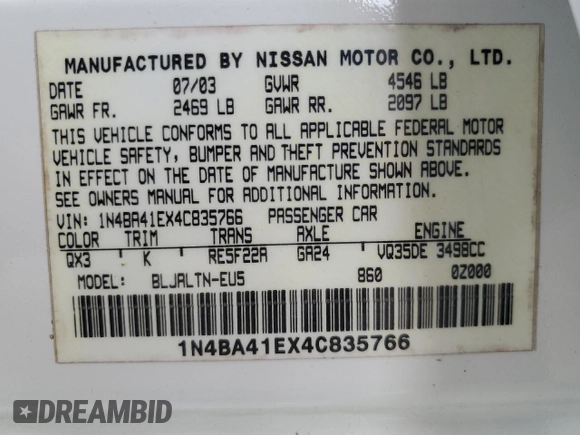 MANUFACTURED BY NISSAN MOTOR CO., LTD.
DATE 07/03 GVWR 4546 LB
GAWR FR. 2469 LB GAWR RR. 2097 LB
THIS VEHICLE CONFORMS TO ALL APPLICABLE FEDERAL MOTOR
VEHICLE SAFETY, BUMPER AND THEFT PREVENTION STANDARDS
IN EFFECT ON THE DATE OF MANUFACTURE SHOWN ABOVE.
SEE OWNERS MANUAL FOR ADDITIONAL INFORMATION.
VIN: 1N4BA41EX4C835766 PASSENGER CAR
COLOR TRIM TRANS AXLE ENGINE
QX3 K RE5F22A GA24 VQ35DE 3498CC
MODEL: BLJALTN-EU5 860 0Z000
1N4BA41EX4C835766
DREAMBID